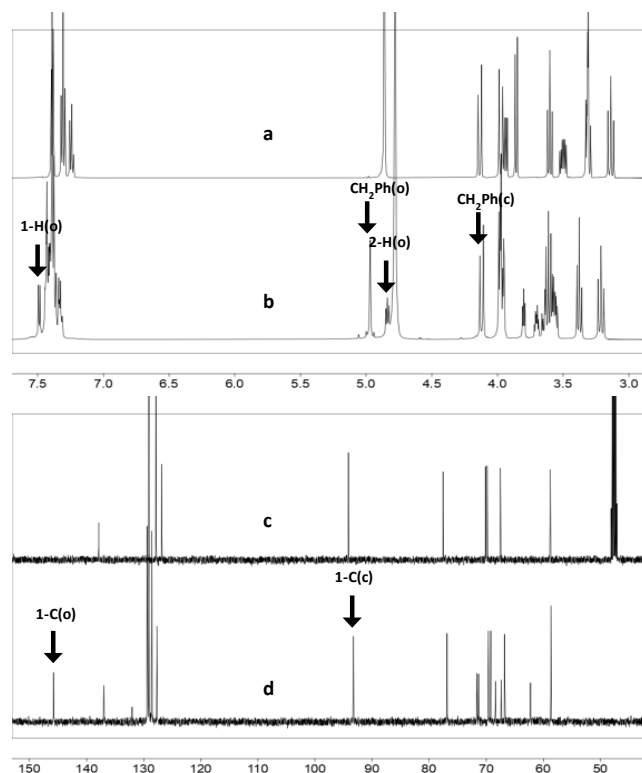 a
CH₂Ph(o)
CH₂Ph(c)
1-H(o)
2-H(o)
b
7.5 7.0 6.5 6.0 5.5 5.0 4.5 4.0 3.5 3.0
c
1-C(c)
1-C(o)
d
150 140 130 120 110 100 90 80 70 60 50